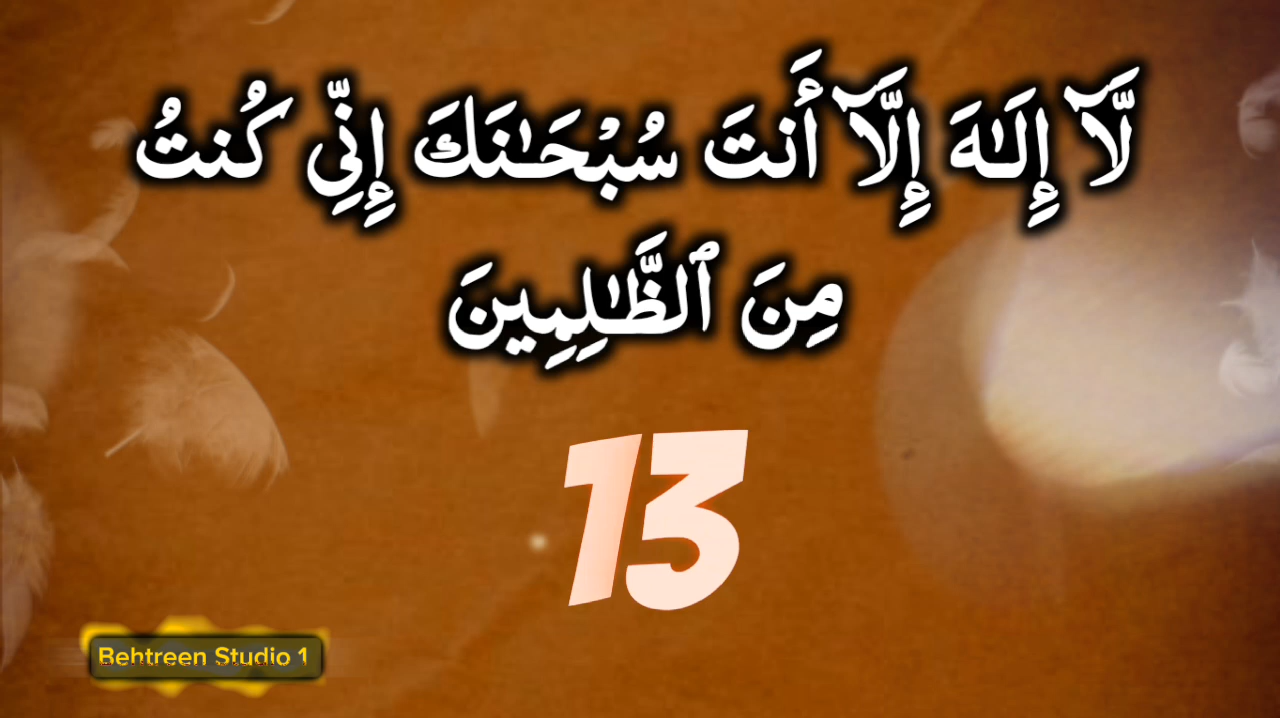 لَّآ إِلَـٰهَ إِلَّآ أَنتَ سُبْحَـٰنَكَ إِنِّي كُنتُ
مِنَ ٱلظَّـٰلِمِينَ
13
Behtreen Studio 1